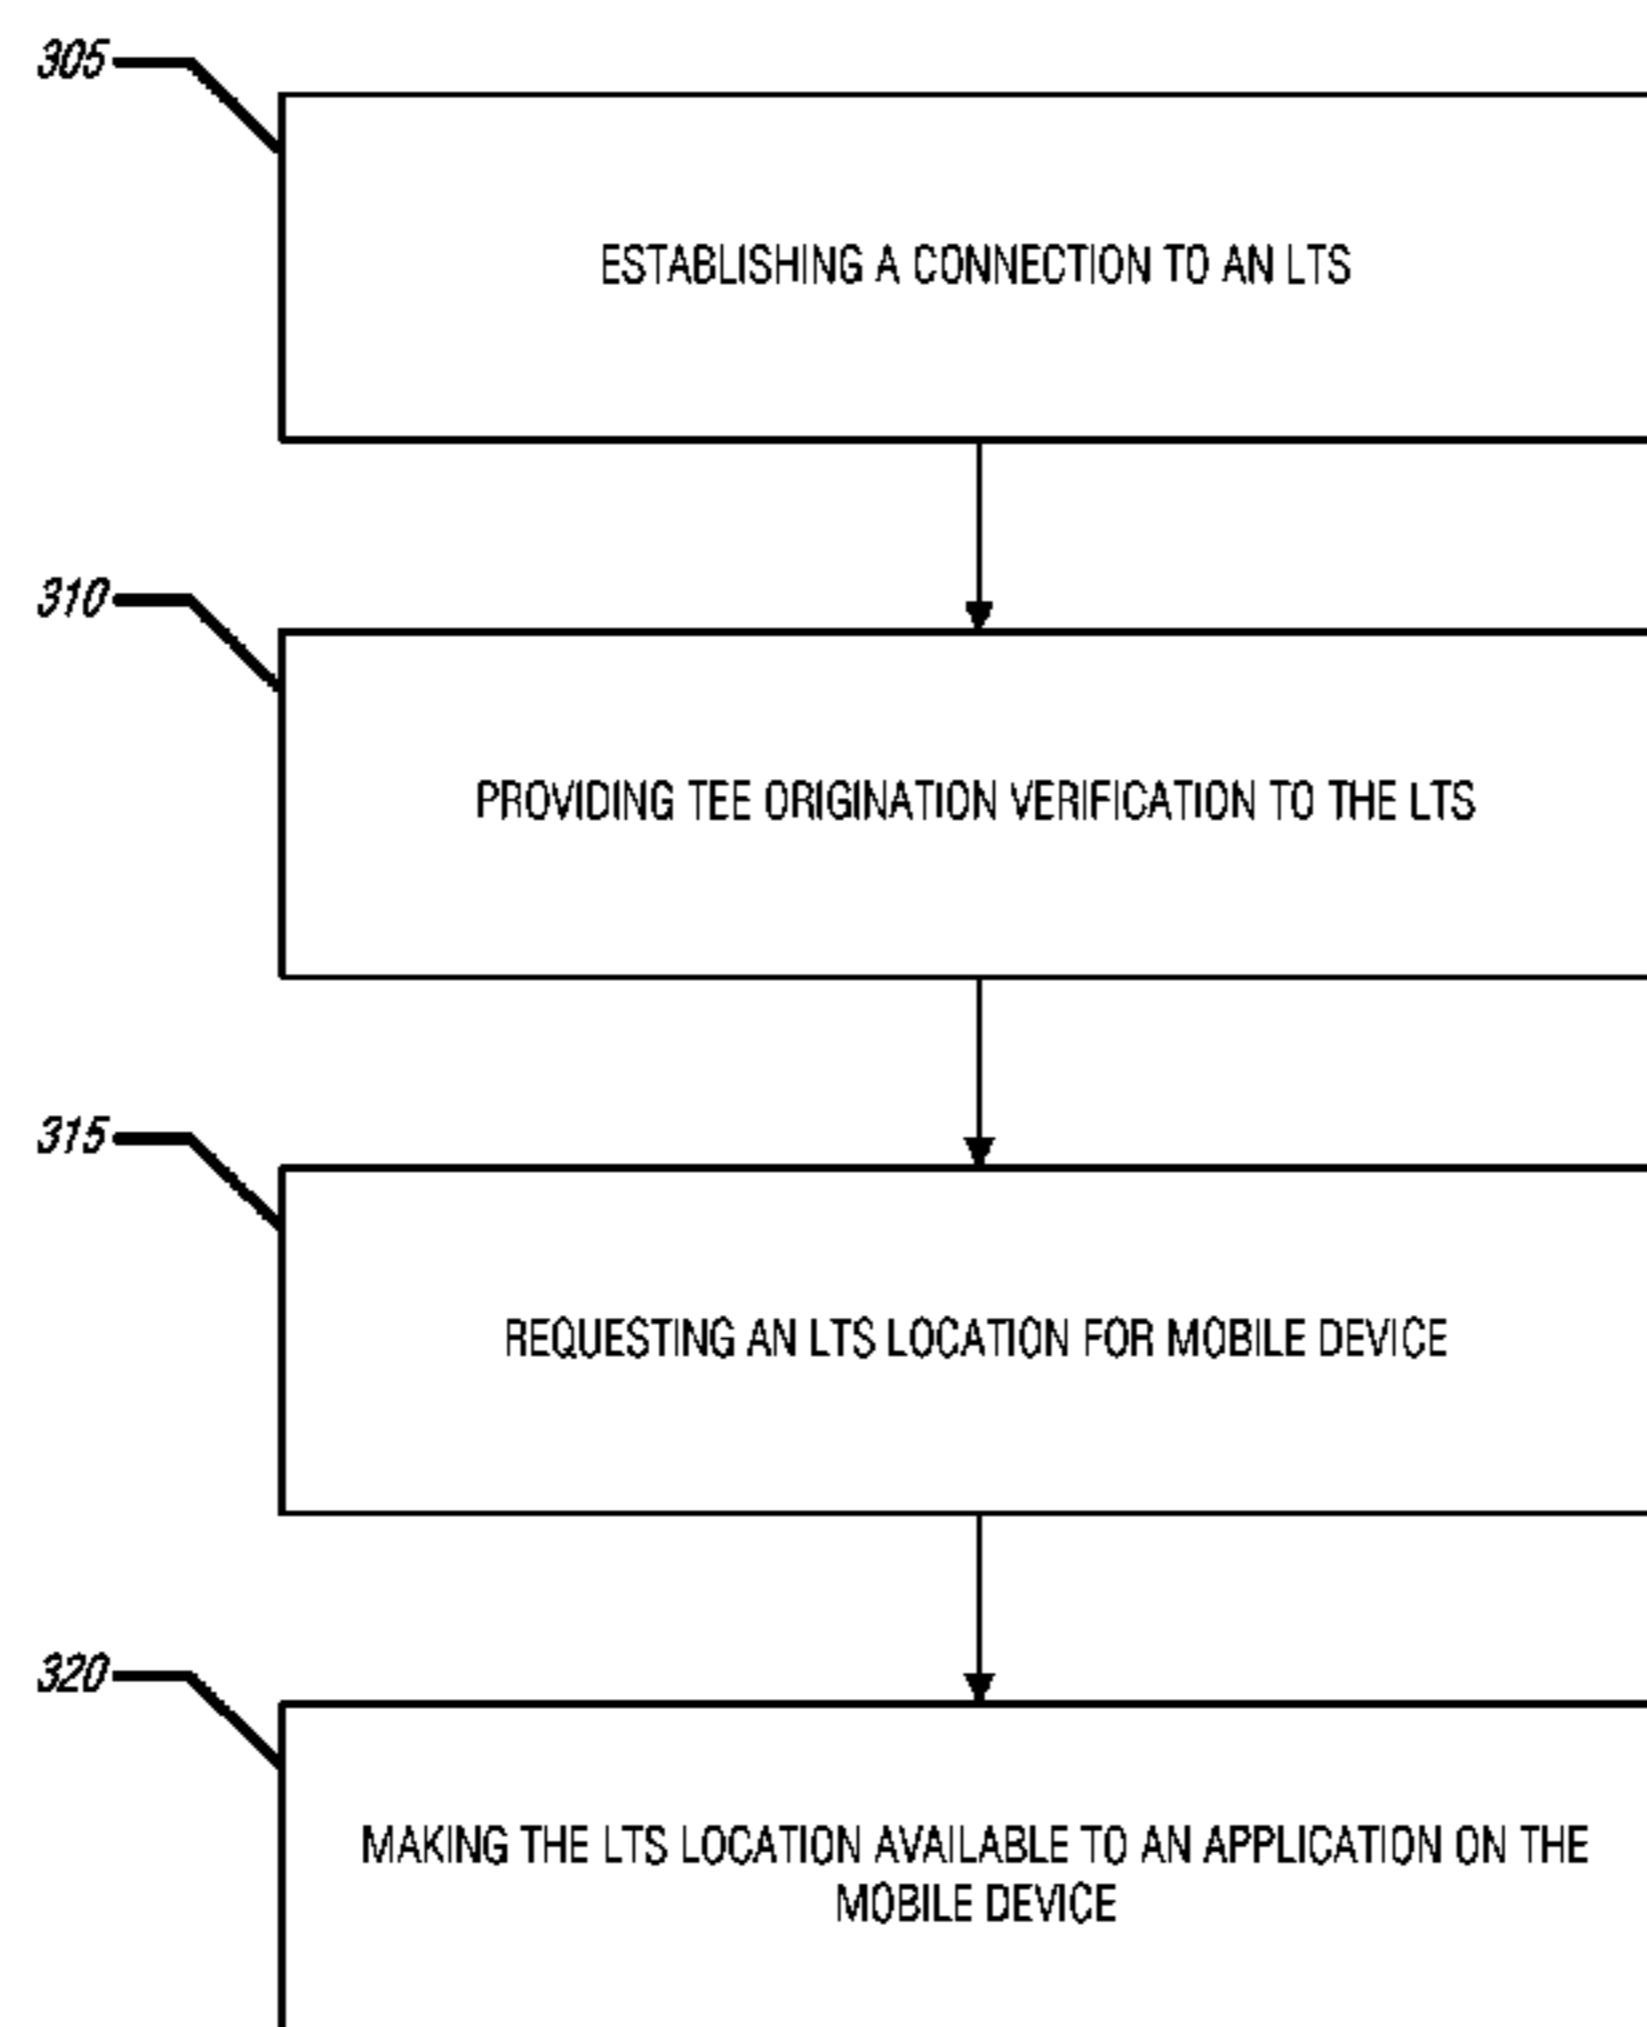 305
ESTABLISHING A CONNECTION TO AN LTS
310
PROVIDING TEE ORIGINATION VERIFICATION TO THE LTS
315
REQUESTING AN LTS LOCATION FOR MOBILE DEVICE
320
MAKING THE LTS LOCATION AVAILABLE TO AN APPLICATION ON THE
MOBILE DEVICE